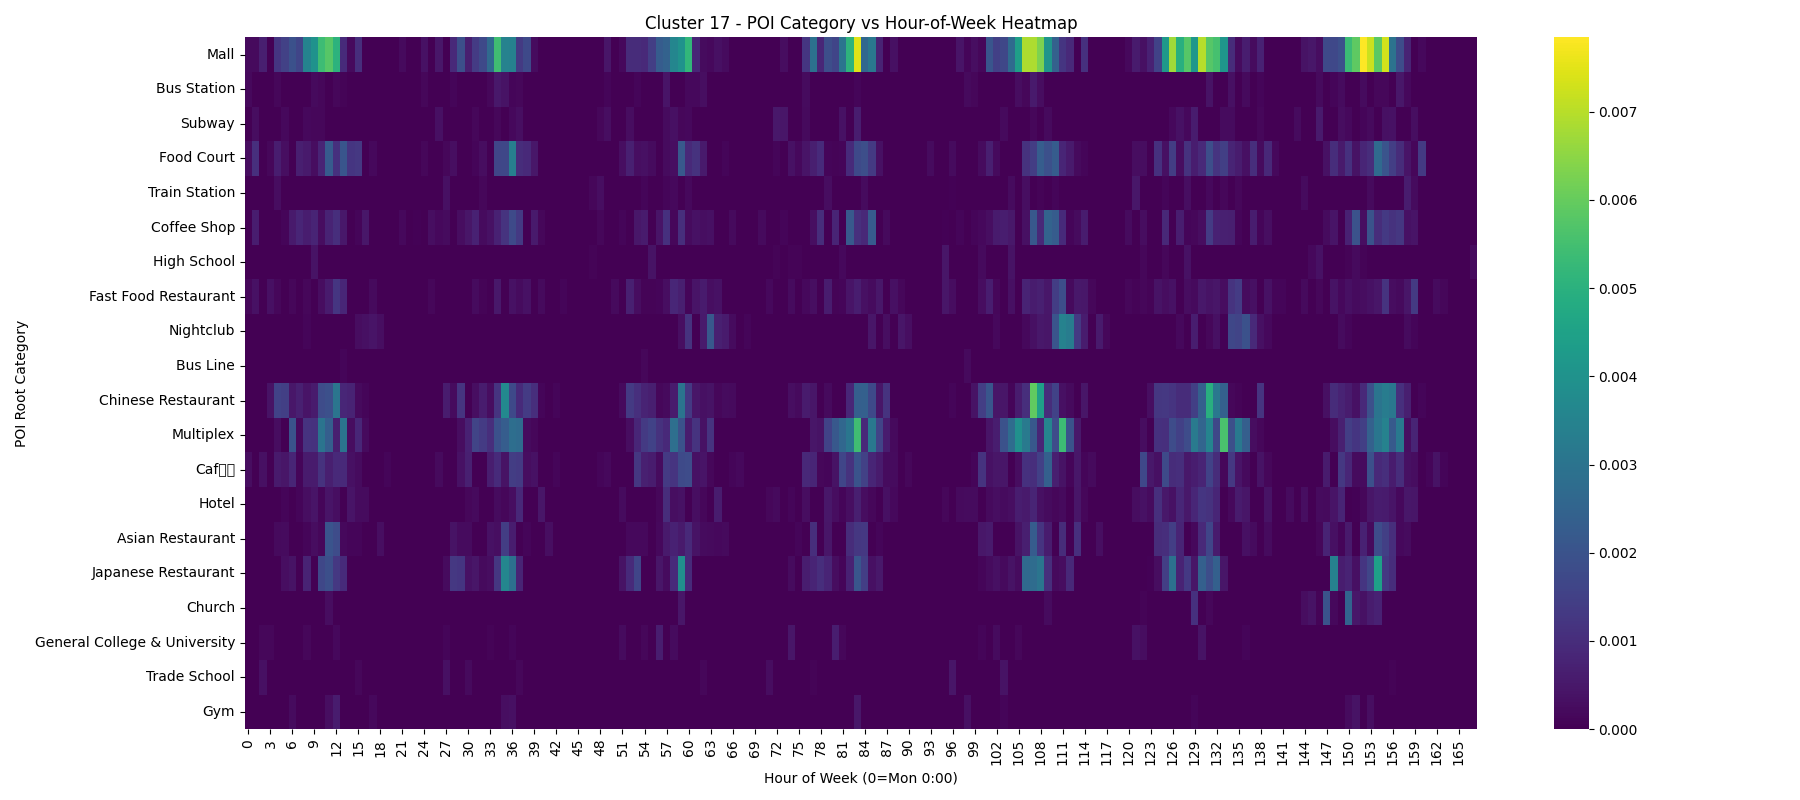 Cluster 17 - POI Category vs Hour-of-Week Heatmap
POI Root Category
Mall
Bus Station
Subway
Food Court
Train Station
Coffee Shop
High School
Fast Food Restaurant
Nightclub
Bus Line
Chinese Restaurant
Multiplex
Caf▯▯
Hotel
Asian Restaurant
Japanese Restaurant
Church
General College & University
Trade School
Gym
0 3 6 9 12 15 18 21 24 27 30 33 36 39 42 45 48 51 54 57 60 63 66 69 72 75 78 81 84 87 90 93 96 99 102 105 108 111 114 117 120 123 126 129 132 135 138 141 144 147 150 153 156 159 162 165
Hour of Week (0=Mon 0:00)
0.007
0.006
0.005
0.004
0.003
0.002
0.001
0.000